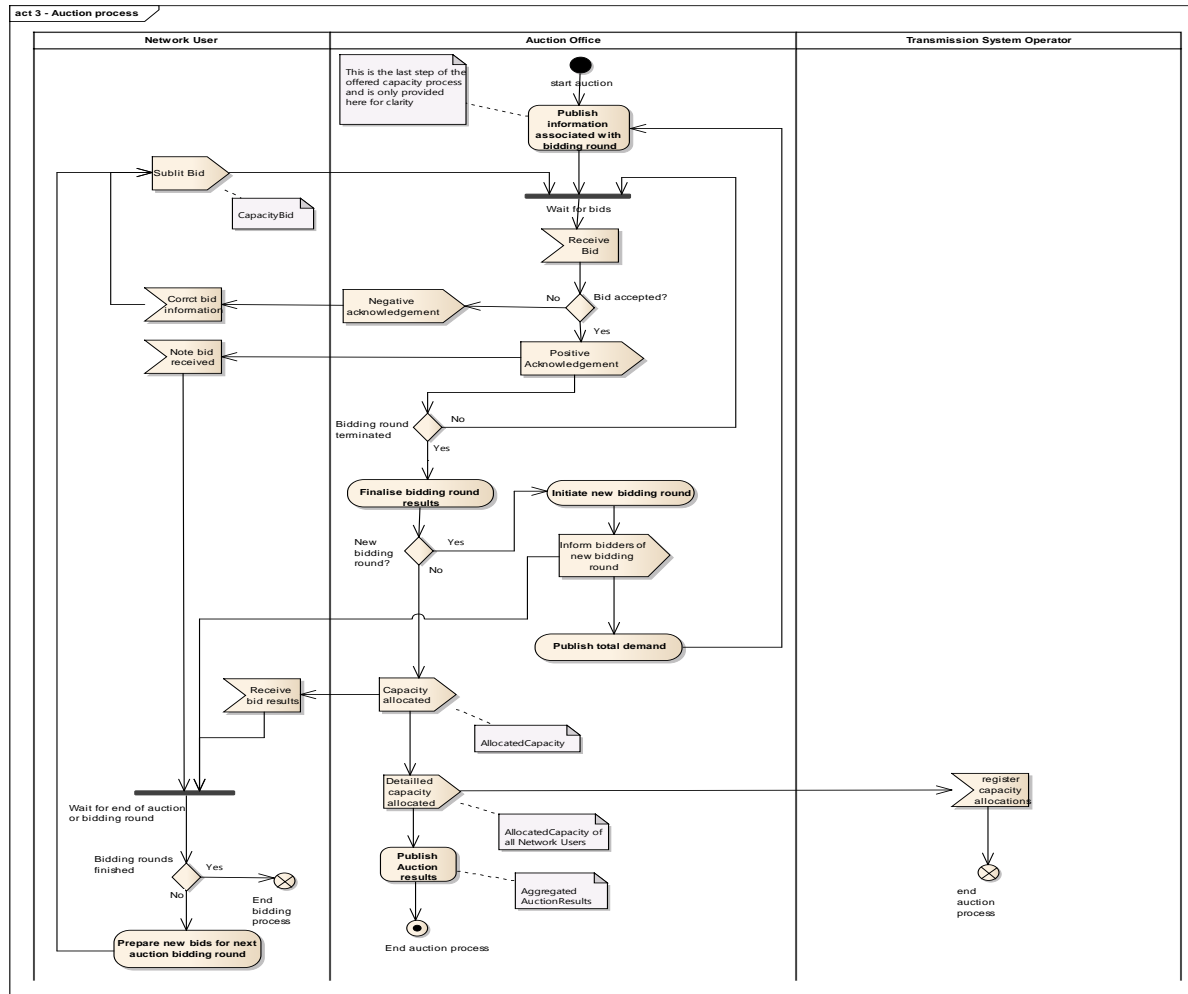 act 3 - Auction process
Network User
Auction Office
Transmission System Operator
This is the last step of the
offered capacity process
and is only provided
here for clarity
start auction
Publish
information
associated with
bidding round
Sublit Bid
CapacityBid
Wait for bids
Receive
Bid
Bid accepted?
No
Yes
Negative
acknowledgement
Corrct bid
information
Note bid
received
Positive
Acknowledgement
Bidding round
terminated
No
Yes
Finalise bidding round
results
Initiate new bidding round
New
bidding
round?
Yes
No
Inform bidders of
new bidding
round
Publish total demand
Receive
bid results
Capacity
allocated
AllocatedCapacity
Detailled
capacity
allocated
register
capacity
allocations
Wait for end of auction
or bidding round
AllocatedCapacity of
all Network Users
Bidding rounds
finished
Yes
No
End
bidding
process
Publish
Auction
results
Aggregated
AuctionResults
end
auction
process
Prepare new bids for next
auction bidding round
End auction process